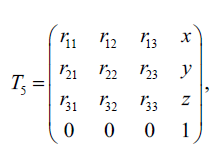 T₅ = ( r₁₁ r₁₂ r₁₃ x
r₂₁ r₂₂ r₂₃ y
r₃₁ r₃₂ r₃₃ z
0 0 0 1 ),